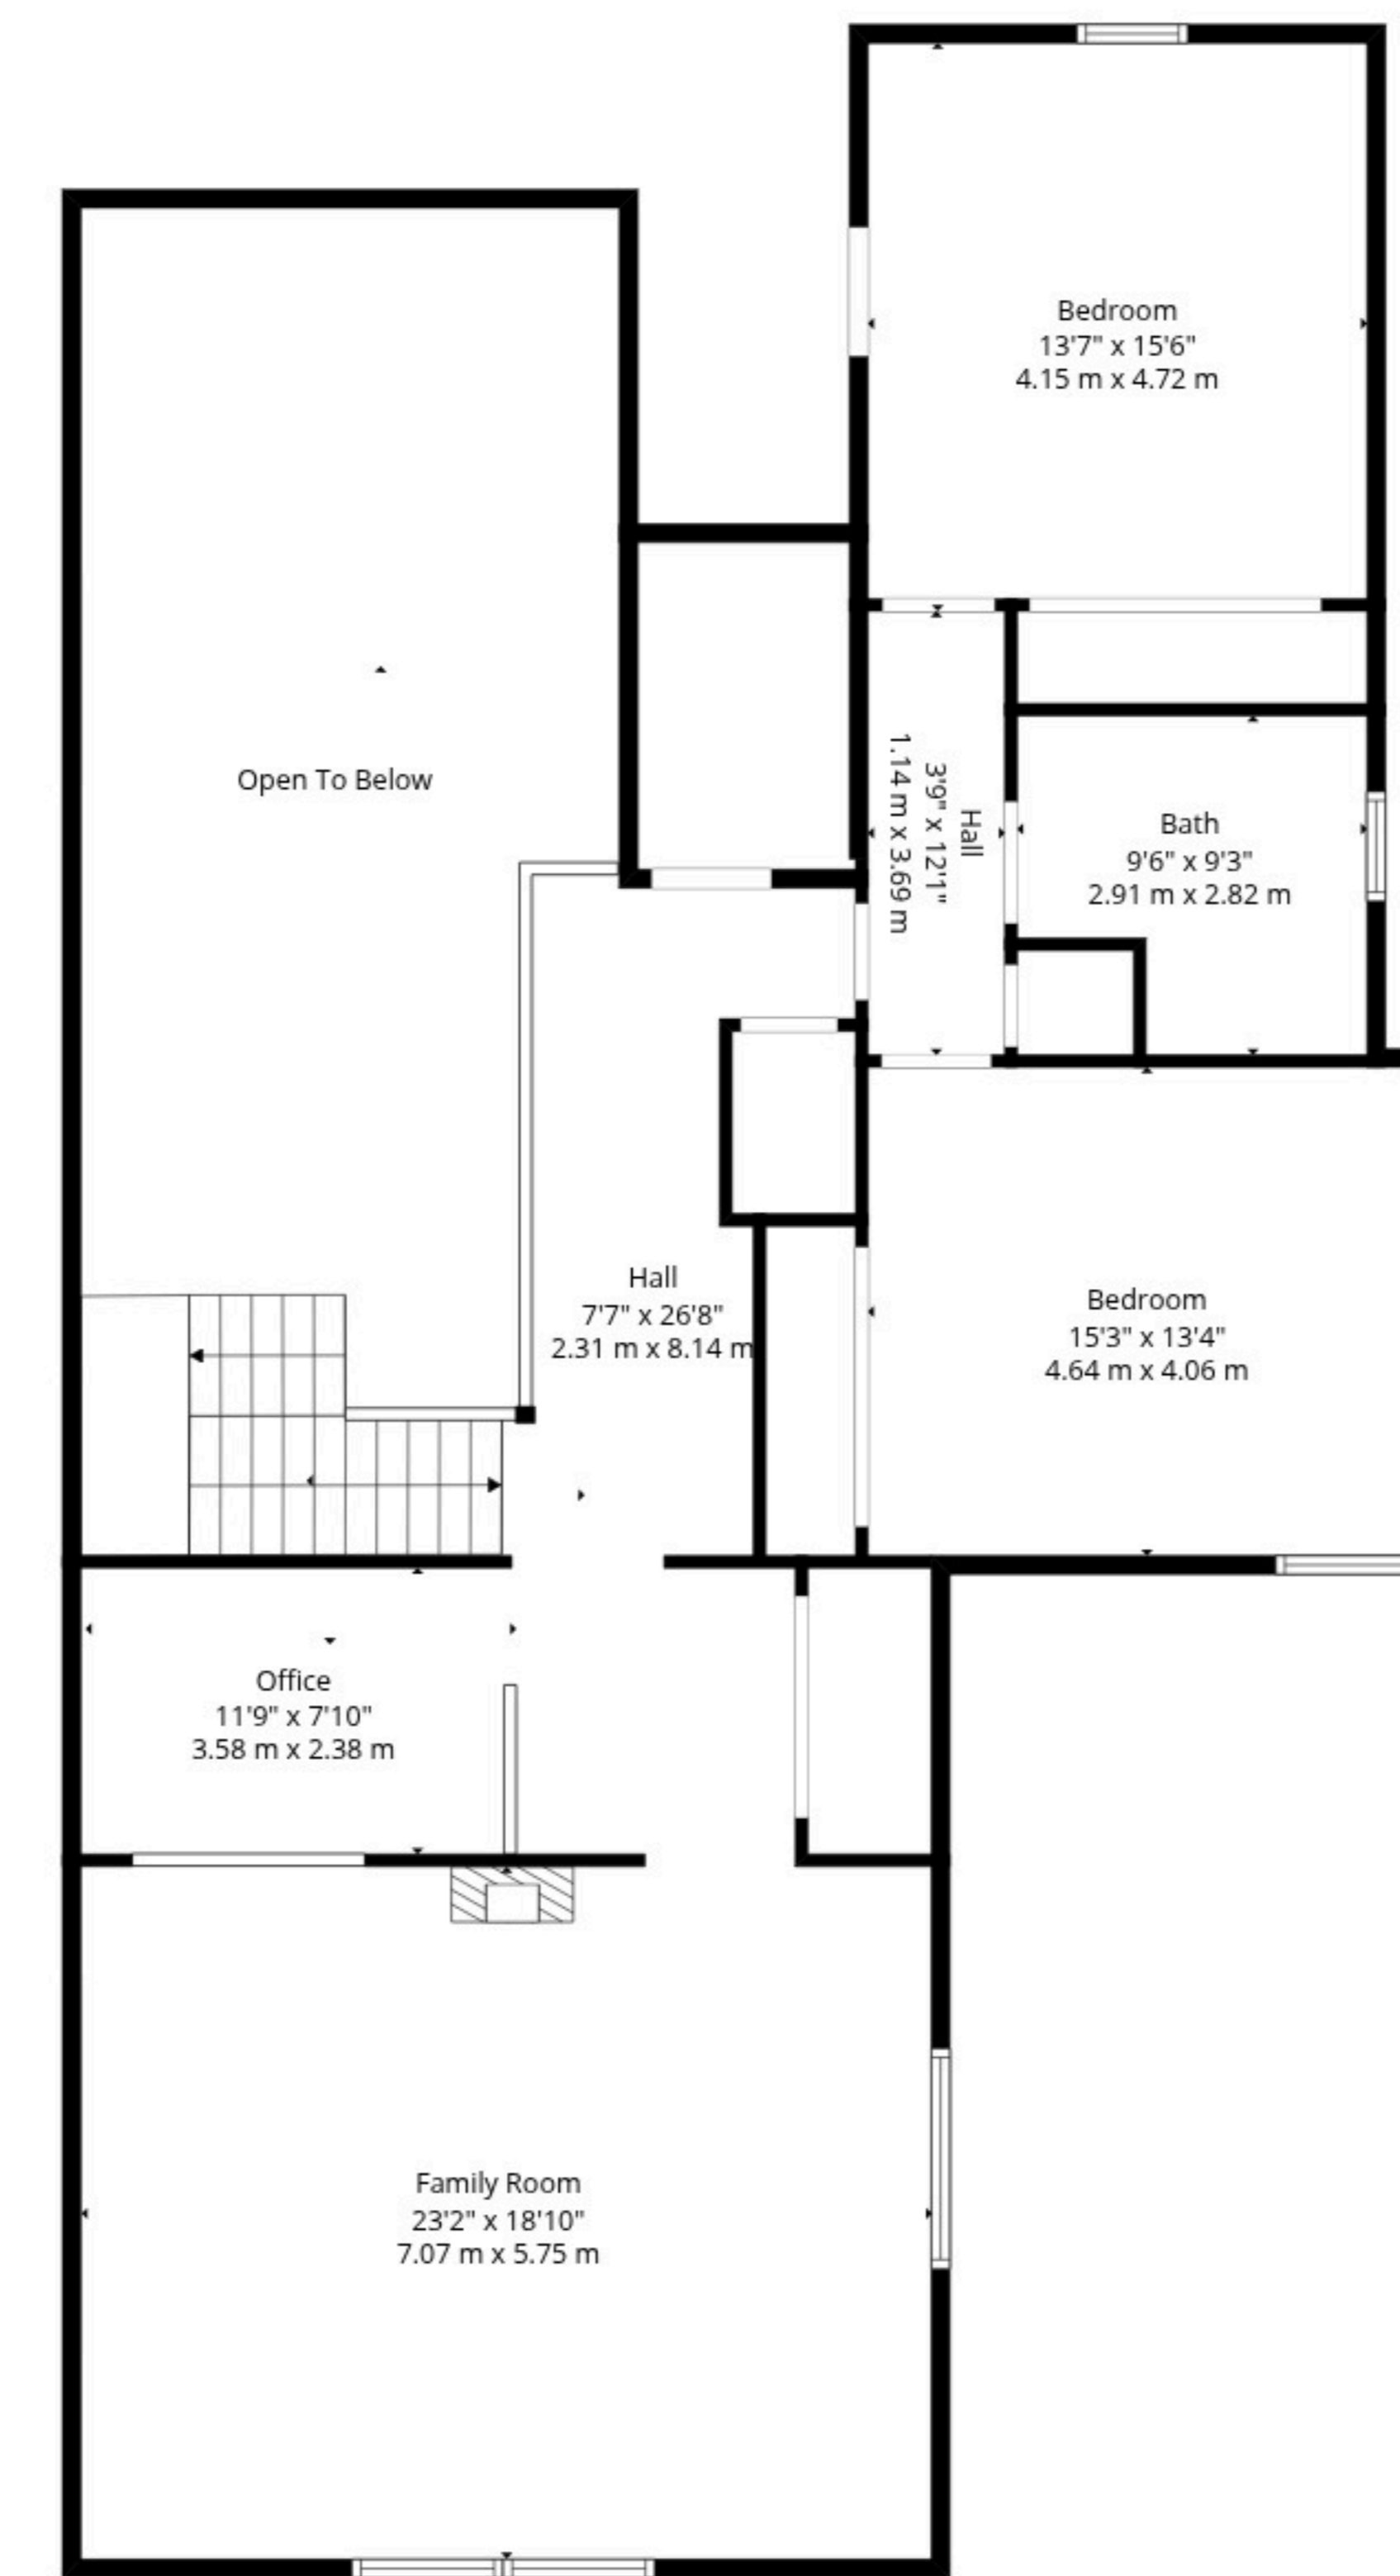 Bedroom
13'7" x 15'6"
4.15 m x 4.72 m
Open To Below
Hall
3'9" x 12'1"
1.14 m x 3.69 m
Bath
9'6" x 9'3"
2.91 m x 2.82 m
Hall
7'7" x 26'8"
2.31 m x 8.14 m
Bedroom
15'3" x 13'4"
4.64 m x 4.06 m
Office
11'9" x 7'10"
3.58 m x 2.38 m
Family Room
23'2" x 18'10"
7.07 m x 5.75 m